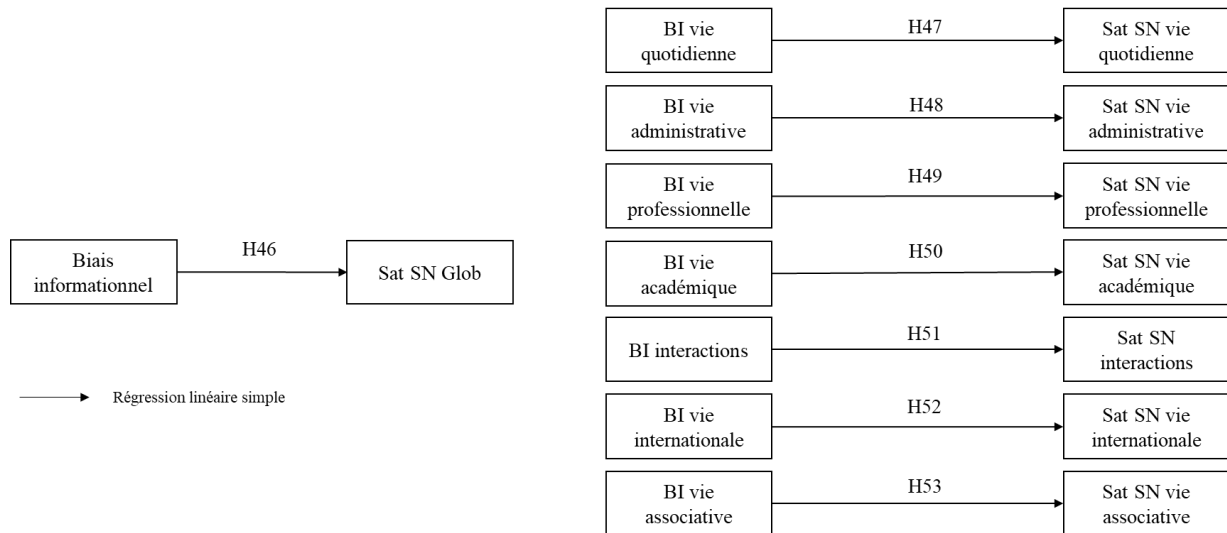 Biais
informationnel
H46
Sat SN Glob
Régression linéaire simple
BI vie
quotidienne
H47
Sat SN vie
quotidienne
BI vie
administrative
H48
Sat SN vie
administrative
BI vie
professionnelle
H49
Sat SN vie
professionnelle
BI vie
académique
H50
Sat SN vie
académique
BI interactions
H51
Sat SN
interactions
BI vie
internationale
H52
Sat SN vie
internationale
BI vie
associative
H53
Sat SN vie
associative